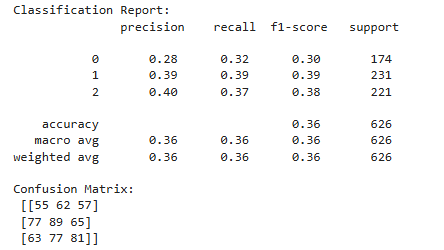 Classification Report:
precision recall f1-score support
0 0.28 0.32 0.30 174
1 0.39 0.39 0.39 231
2 0.40 0.37 0.38 221
accuracy 0.36 626
macro avg 0.36 0.36 0.36 626
weighted avg 0.36 0.36 0.36 626
Confusion Matrix:
[[55 62 57]
[77 89 65]
[63 77 81]]